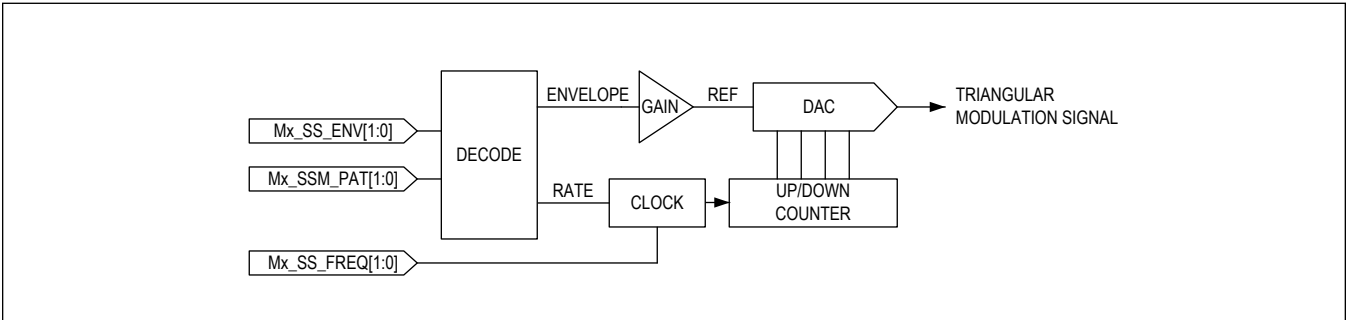 ENVELOPE
GAIN
REF
DAC
TRIANGULAR
MODULATION SIGNAL
Mx_SS_ENV[1:0]
DECODE
Mx_SSM_PAT[1:0]
RATE
CLOCK
UP/DOWN
COUNTER
Mx_SS_FREQ[1:0]